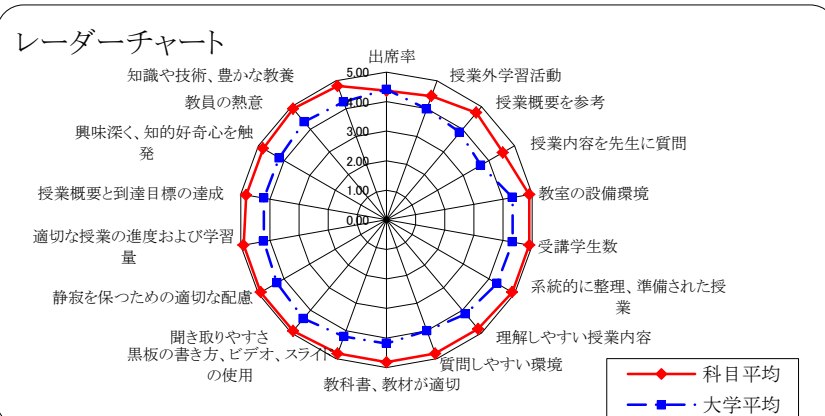 レーダーチャート
出席率
授業外学習活動
授業概要を参考
授業内容を先生に質問
教室の設備環境
受講学生数
系統的に整理、準備された授
業
理解しやすい授業内容
質問しやすい環境
教科書、教材が適切
黒板の書き方、ビデオ、スライド
の使用
聞き取りやすさ
静寂を保つための適切な配慮
適切な授業の進度および学習
量
授業概要と到達目標の達成
興味深く、知的好奇心を触
発
教員の熱意
知識や技術、豊かな教養
5.00
4.00
3.00
2.00
1.00
0.00
科目平均
大学平均